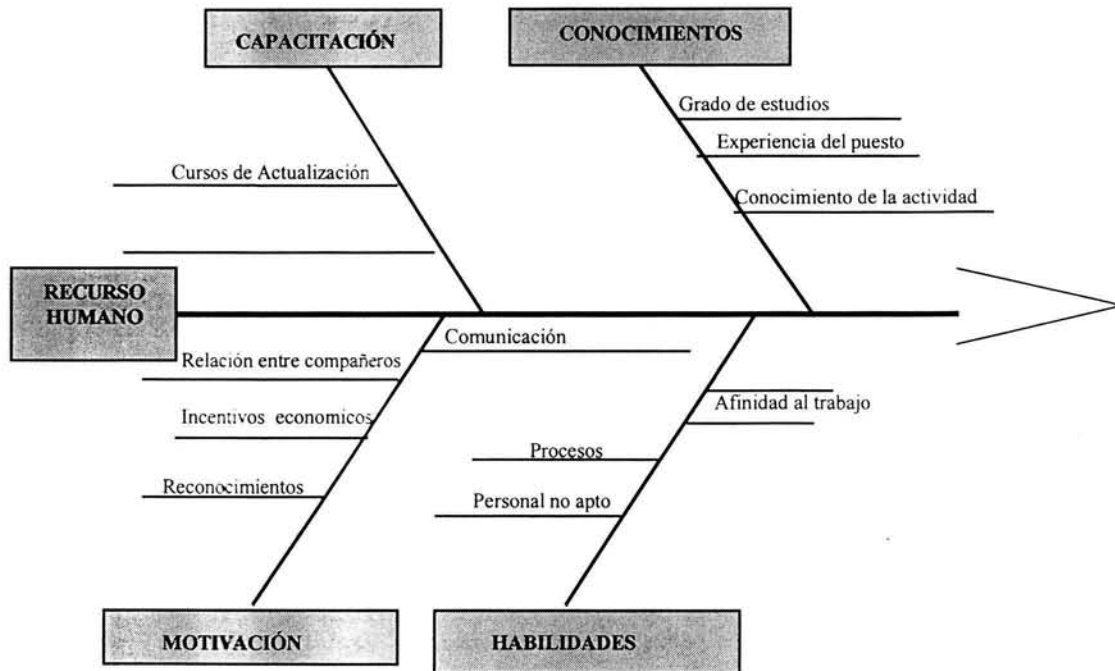 CAPACITACIÓN
CONOCIMIENTOS
Grado de estudios
Experiencia del puesto
Cursos de Actualización
Conocimiento de la actividad
RECURSO
HUMANO
Comunicación
Relación entre compañeros
Afinidad al trabajo
Incentivos economicos
Procesos
Reconocimientos
Personal no apto
MOTIVACIÓN
HABILIDADES